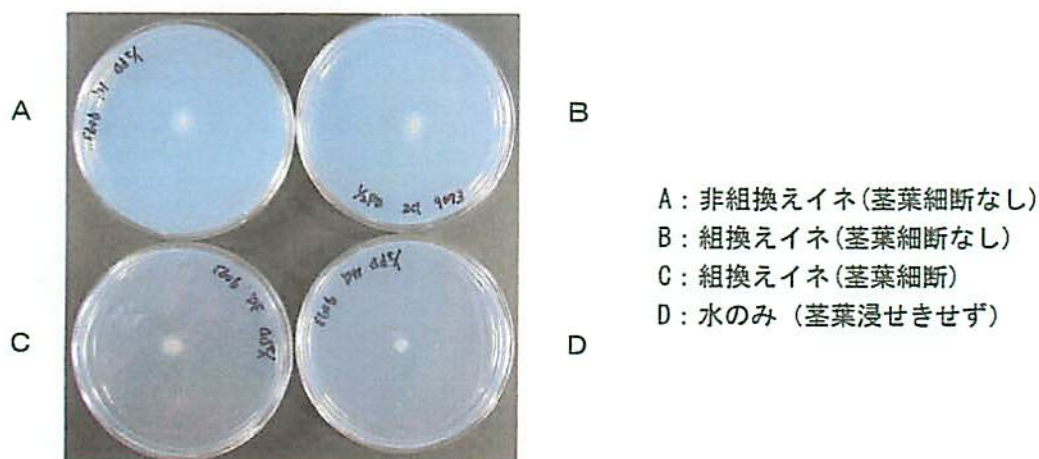 A
B
C
D
A：非組換えイネ(茎葉細断なし)
B：組換えイネ(茎葉細断なし)
C：組換えイネ(茎葉細断)
D：水のみ（茎葉浸せきせず）